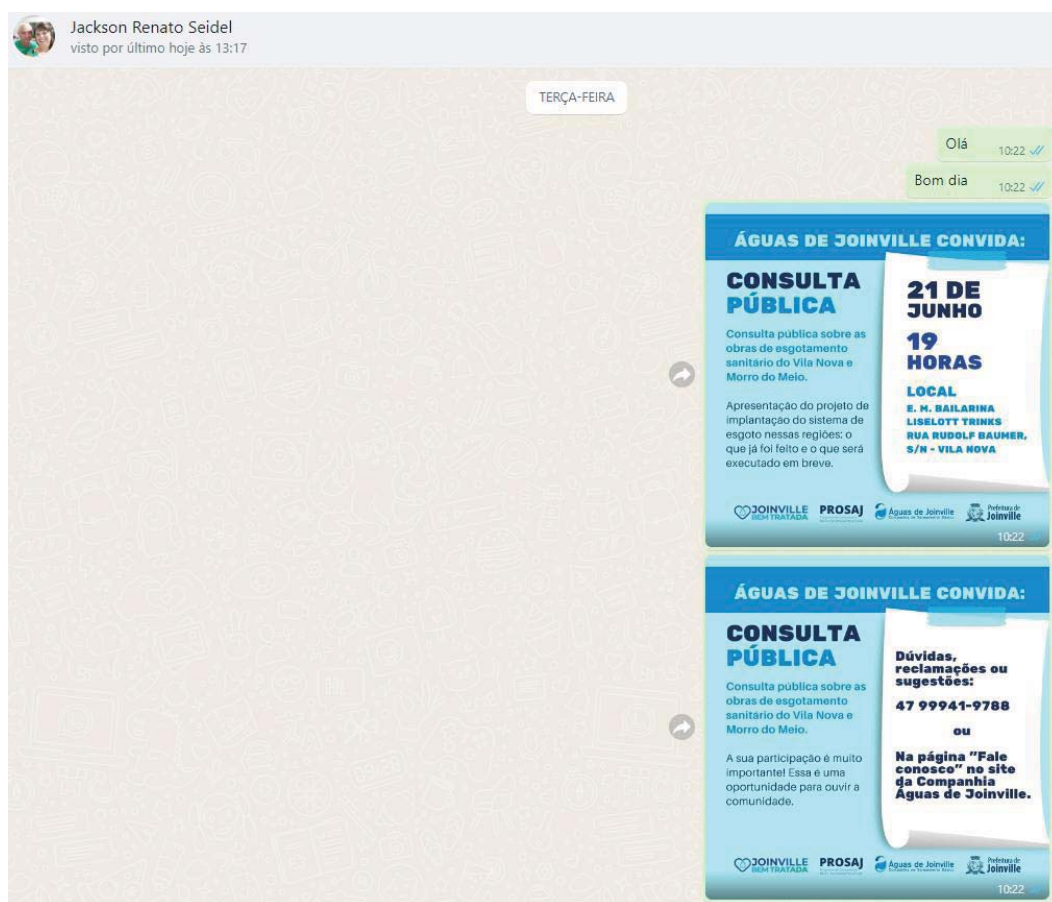 Jackson Renato Seidel
visto por último hoje às 13:17
TERÇA-FEIRA
Olá
10:22
Bom dia
10:22
ÁGUAS DE JOINVILLE CONVIDA:
CONSULTA
PÚBLICA
Consulta pública sobre as
obras de esgotamento
sanitário do Vila Nova e
Morro do Meio.
Apresentação do projeto de
implantação do sistema de
esgoto nessas regiões: o
que já foi feito e o que será
executado em breve.
21 DE
JUNHO
19
HORAS
LOCAL
E. M. BAILARINA
LISELOTT TRINKS
RUA RUDOLF BAUMER,
S/N - VILA NOVA
JOINVILLE
BEM TRATADA
PROSAJ
Águas de Joinville
Prefeitura de
Joinville
10:22
ÁGUAS DE JOINVILLE CONVIDA:
CONSULTA
PÚBLICA
Consulta pública sobre as
obras de esgotamento
sanitário do Vila Nova e
Morro do Meio.
A sua participação é muito
importante! Essa é uma
oportunidade para ouvir a
comunidade.
Dúvidas,
reclamações ou
sugestões:
47 99941-9788
ou
Na página "Fale
conosco" no site
da Companhia
Águas de Joinville.
JOINVILLE
BEM TRATADA
PROSAJ
Águas de Joinville
Prefeitura de
Joinville
10:22